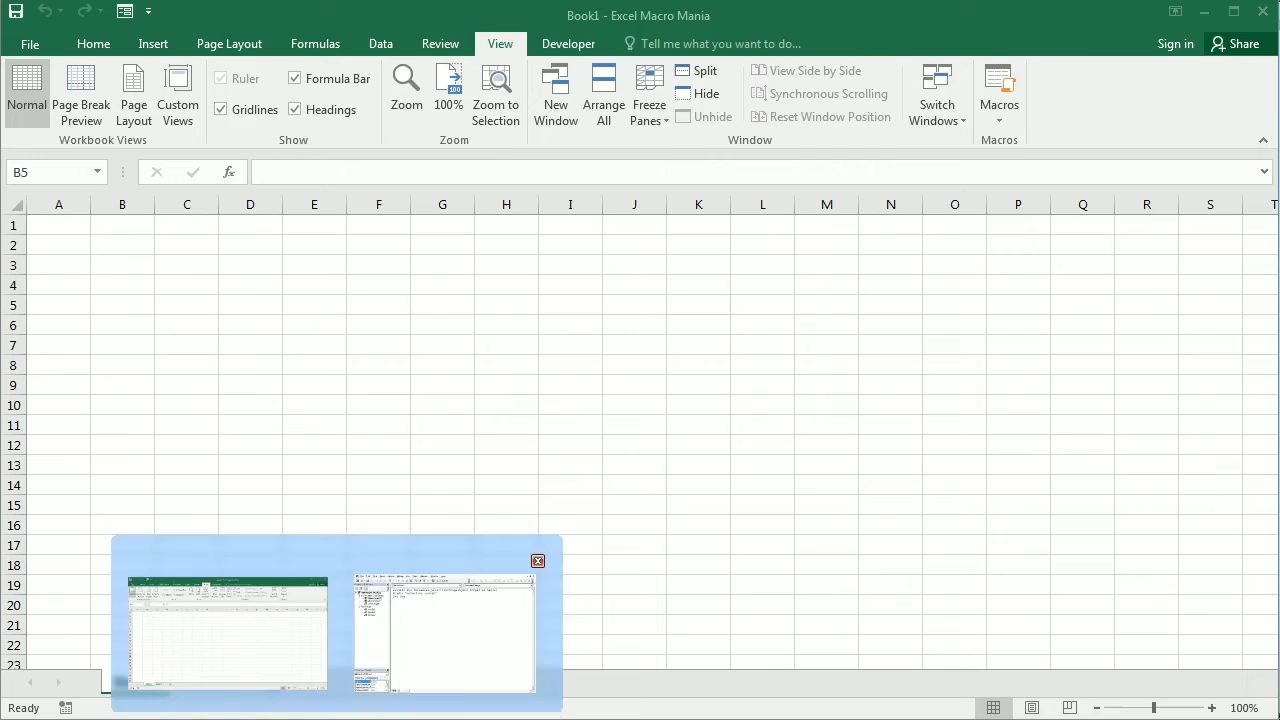 Book1 - Excel Macro Mania
File Home Insert Page Layout Formulas Data Review View Developer Tell me what you want to do... Sign in Share
Normal
Page Break Preview
Page Layout
Custom Views
Workbook Views
Ruler
Formula Bar
Gridlines
Headings
Show
Zoom
100
100%
Zoom to Selection
Zoom
New Window
Arrange All
Freeze Panes
Split
Hide
Unhide
View Side by Side
Synchronous Scrolling
Reset Window Position
Window
Switch Windows
Macros
Macros
B5
fx
A B C D E F G H I J K L M N O P Q R S T
1
2
3
4
5
6
7
8
9
10
11
12
13
14
15
16
17
18
19
20
21
22
23
Ready
100%